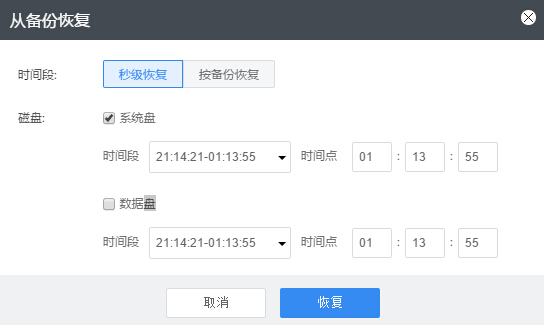 从备份恢复
时间段: 秒级恢复 按备份恢复
磁盘: 系统盘
时间段 21:14:21-01:13:55 时间点 01 : 13 : 55
数据盘
时间段 21:14:21-01:13:55 时间点 01 : 13 : 55
取消 恢复